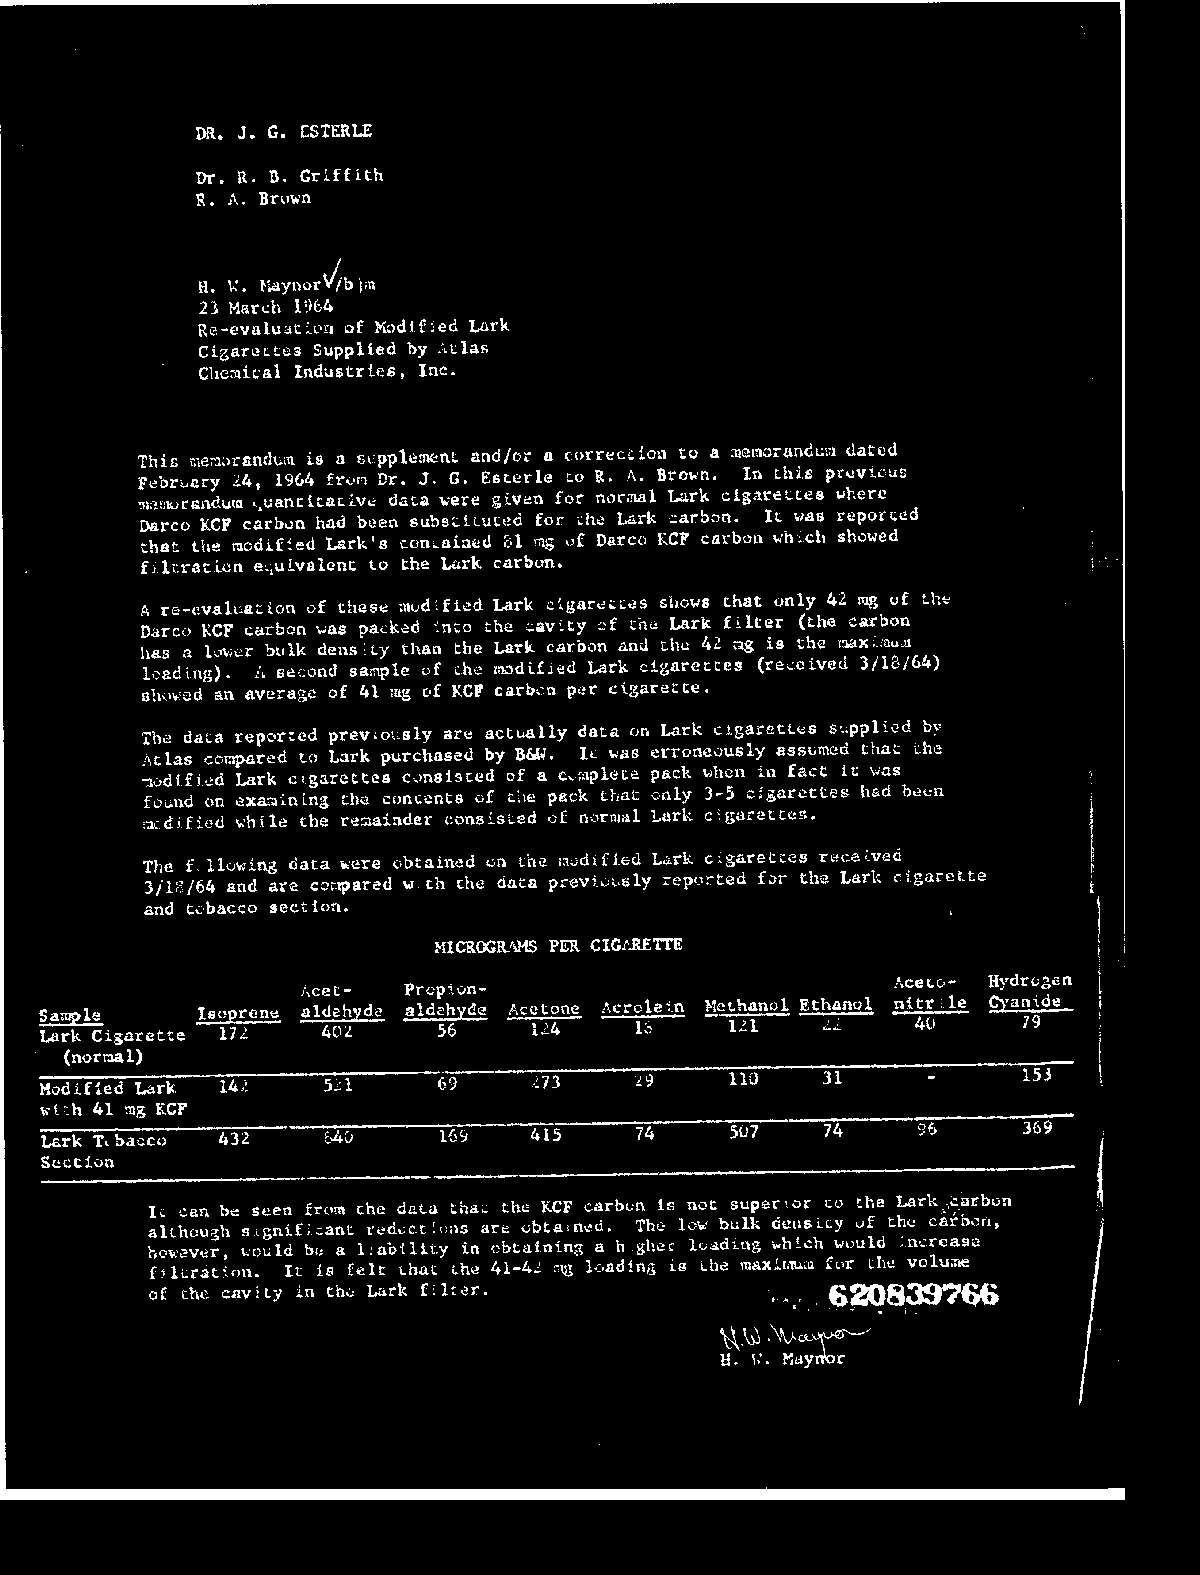 DR. J. G. ESTERLE
Dr. R. B. Griffith
R. A. Brown
H. W. Maynor/bjm
23 March 1964
Re-evaluation of Modified Lark
Cigarettes Supplied by Atlas
Chemical Industries, Inc.
This memorandum is a supplement and/or a correction to a memorandum dated
February 24, 1964 from Dr. J. G. Esterle to R. A. Brown. In this previous
memorandum quantitative data were given for normal Lark cigarettes where
Darco KCF carbon had been substituted for the Lark carbon. It was reported
that the modified Lark's contained mg of Darco KCF carbon which showed
filtration equivalent to the Lark carbon.
A re-evaluation of these modified Lark cigarettes shows that only 42 mg of the
Darco KCF carbon was packed into the cavity of the Lark filter (the carbon
has a lower bulk density than the Lark carbon and the 42 mg is the maximum
loading). A second sample of the modified Lark cigarettes (received 3/18/64)
showed an average of 41 mg of KCF carbon per cigarette.
The data reported previously are actually data on Lark cigarettes supplied by
Atlas compared to Lark purchased by B&W. It was erroneously assumed that the
modified Lark cigarettes consisted of a complete pack when in fact it was
found on examining the contents of the pack that only 3-5 cigarettes had been
modified while the remainder consisted of normal Lark cigarettes.
The following data were obtained on the modified Lark cigarettes received
3/18/64 and are compared with the data previously reported for the Lark cigarette
and tobacco section.
MICROGRAMS PER CIGARETTE
Acet- Propion- Aceto- Hydrogen
Sample Isoprene aldehyde aldehyde Acetone Acrolein Methanol Ethanol nitrile Cyanide
Lark Cigarette 172 402 56 124 121 22 40 79
(normal)
Modified Lark 142 521 69 273 29 110 31 - 153
with 41 mg KCF
Lark Tobacco 432 640 169 415 74 507 74 96 369
Section
It can be seen from the data that the KCF carbon is not superior to the Lark carbon
although significant reductions are obtained. The low bulk density of the carbon,
however, would be a liability in obtaining a higher loading which would increase
filtration. It is felt that the 41-42 mg loading is the maximum for the volume
of the cavity in the Lark filter.
620839766
H.W. Maynor
H. W. Maynor